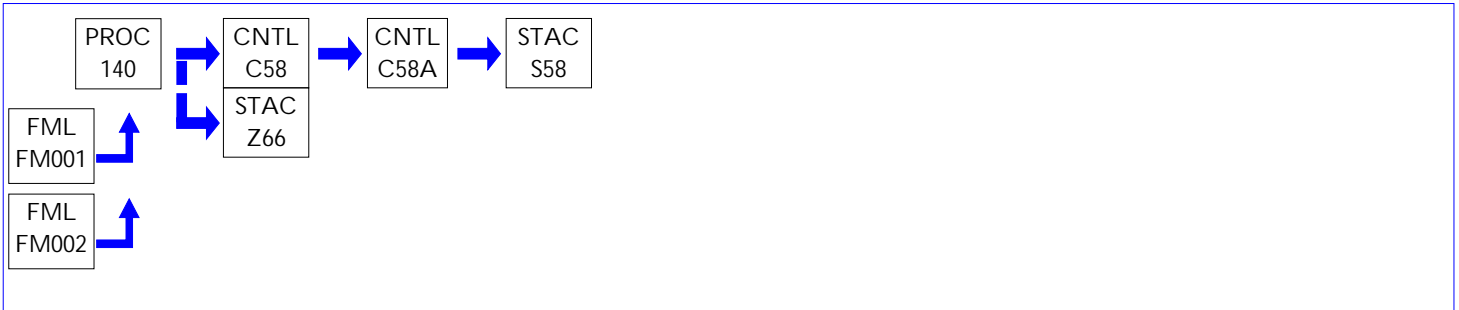 PROC
140
CNTL
C58
CNTL
C58A
STAC
S58
STAC
Z66
FML
FM001
FML
FM002